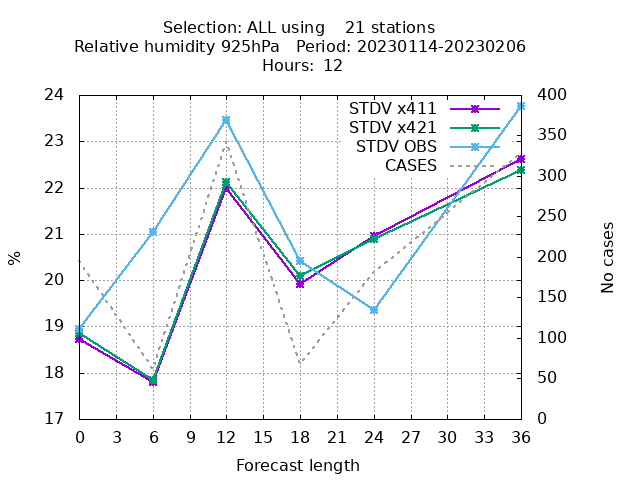 Selection: ALL using    21 stations
Relative humidity 925hPa   Period: 20230114-20230206
Hours:  12
24 400
STDV x411
STDV x421 350
23
STDV OBS
CASES 300
22
250
21
% 200 No cases
20
150
19 100
18 50
17 0
0 3 6 9 12 15 18 21 24 27 30 33 36
Forecast length